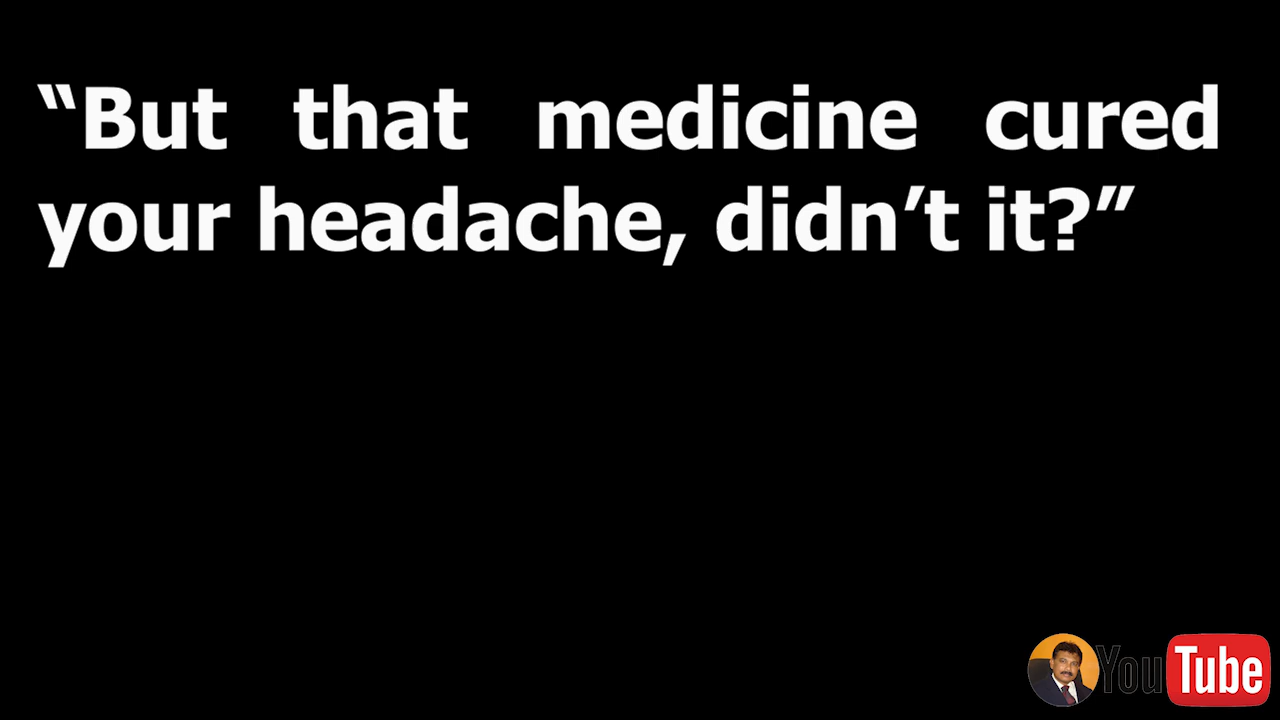 “But that medicine cured
your headache, didn’t it?”
YouTube